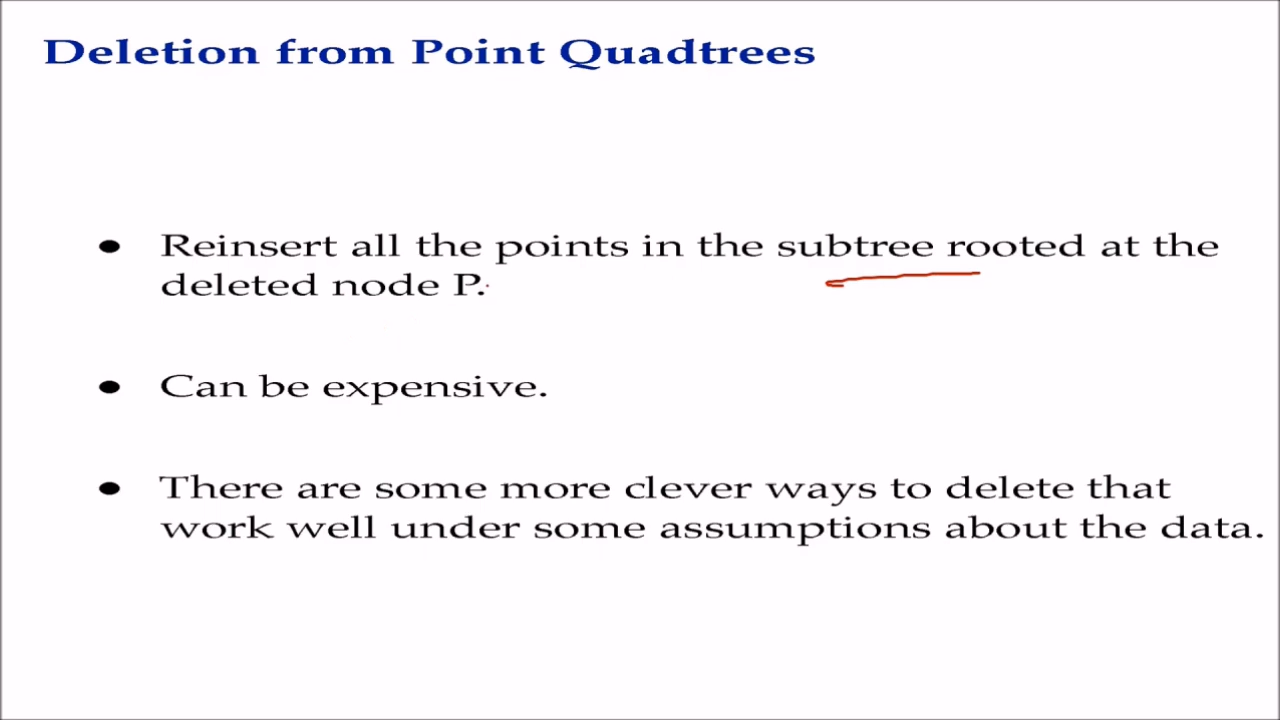 Deletion from Point Quadtrees
● Reinsert all the points in the subtree rooted at the
deleted node P.
● Can be expensive.
● There are some more clever ways to delete that
work well under some assumptions about the data.